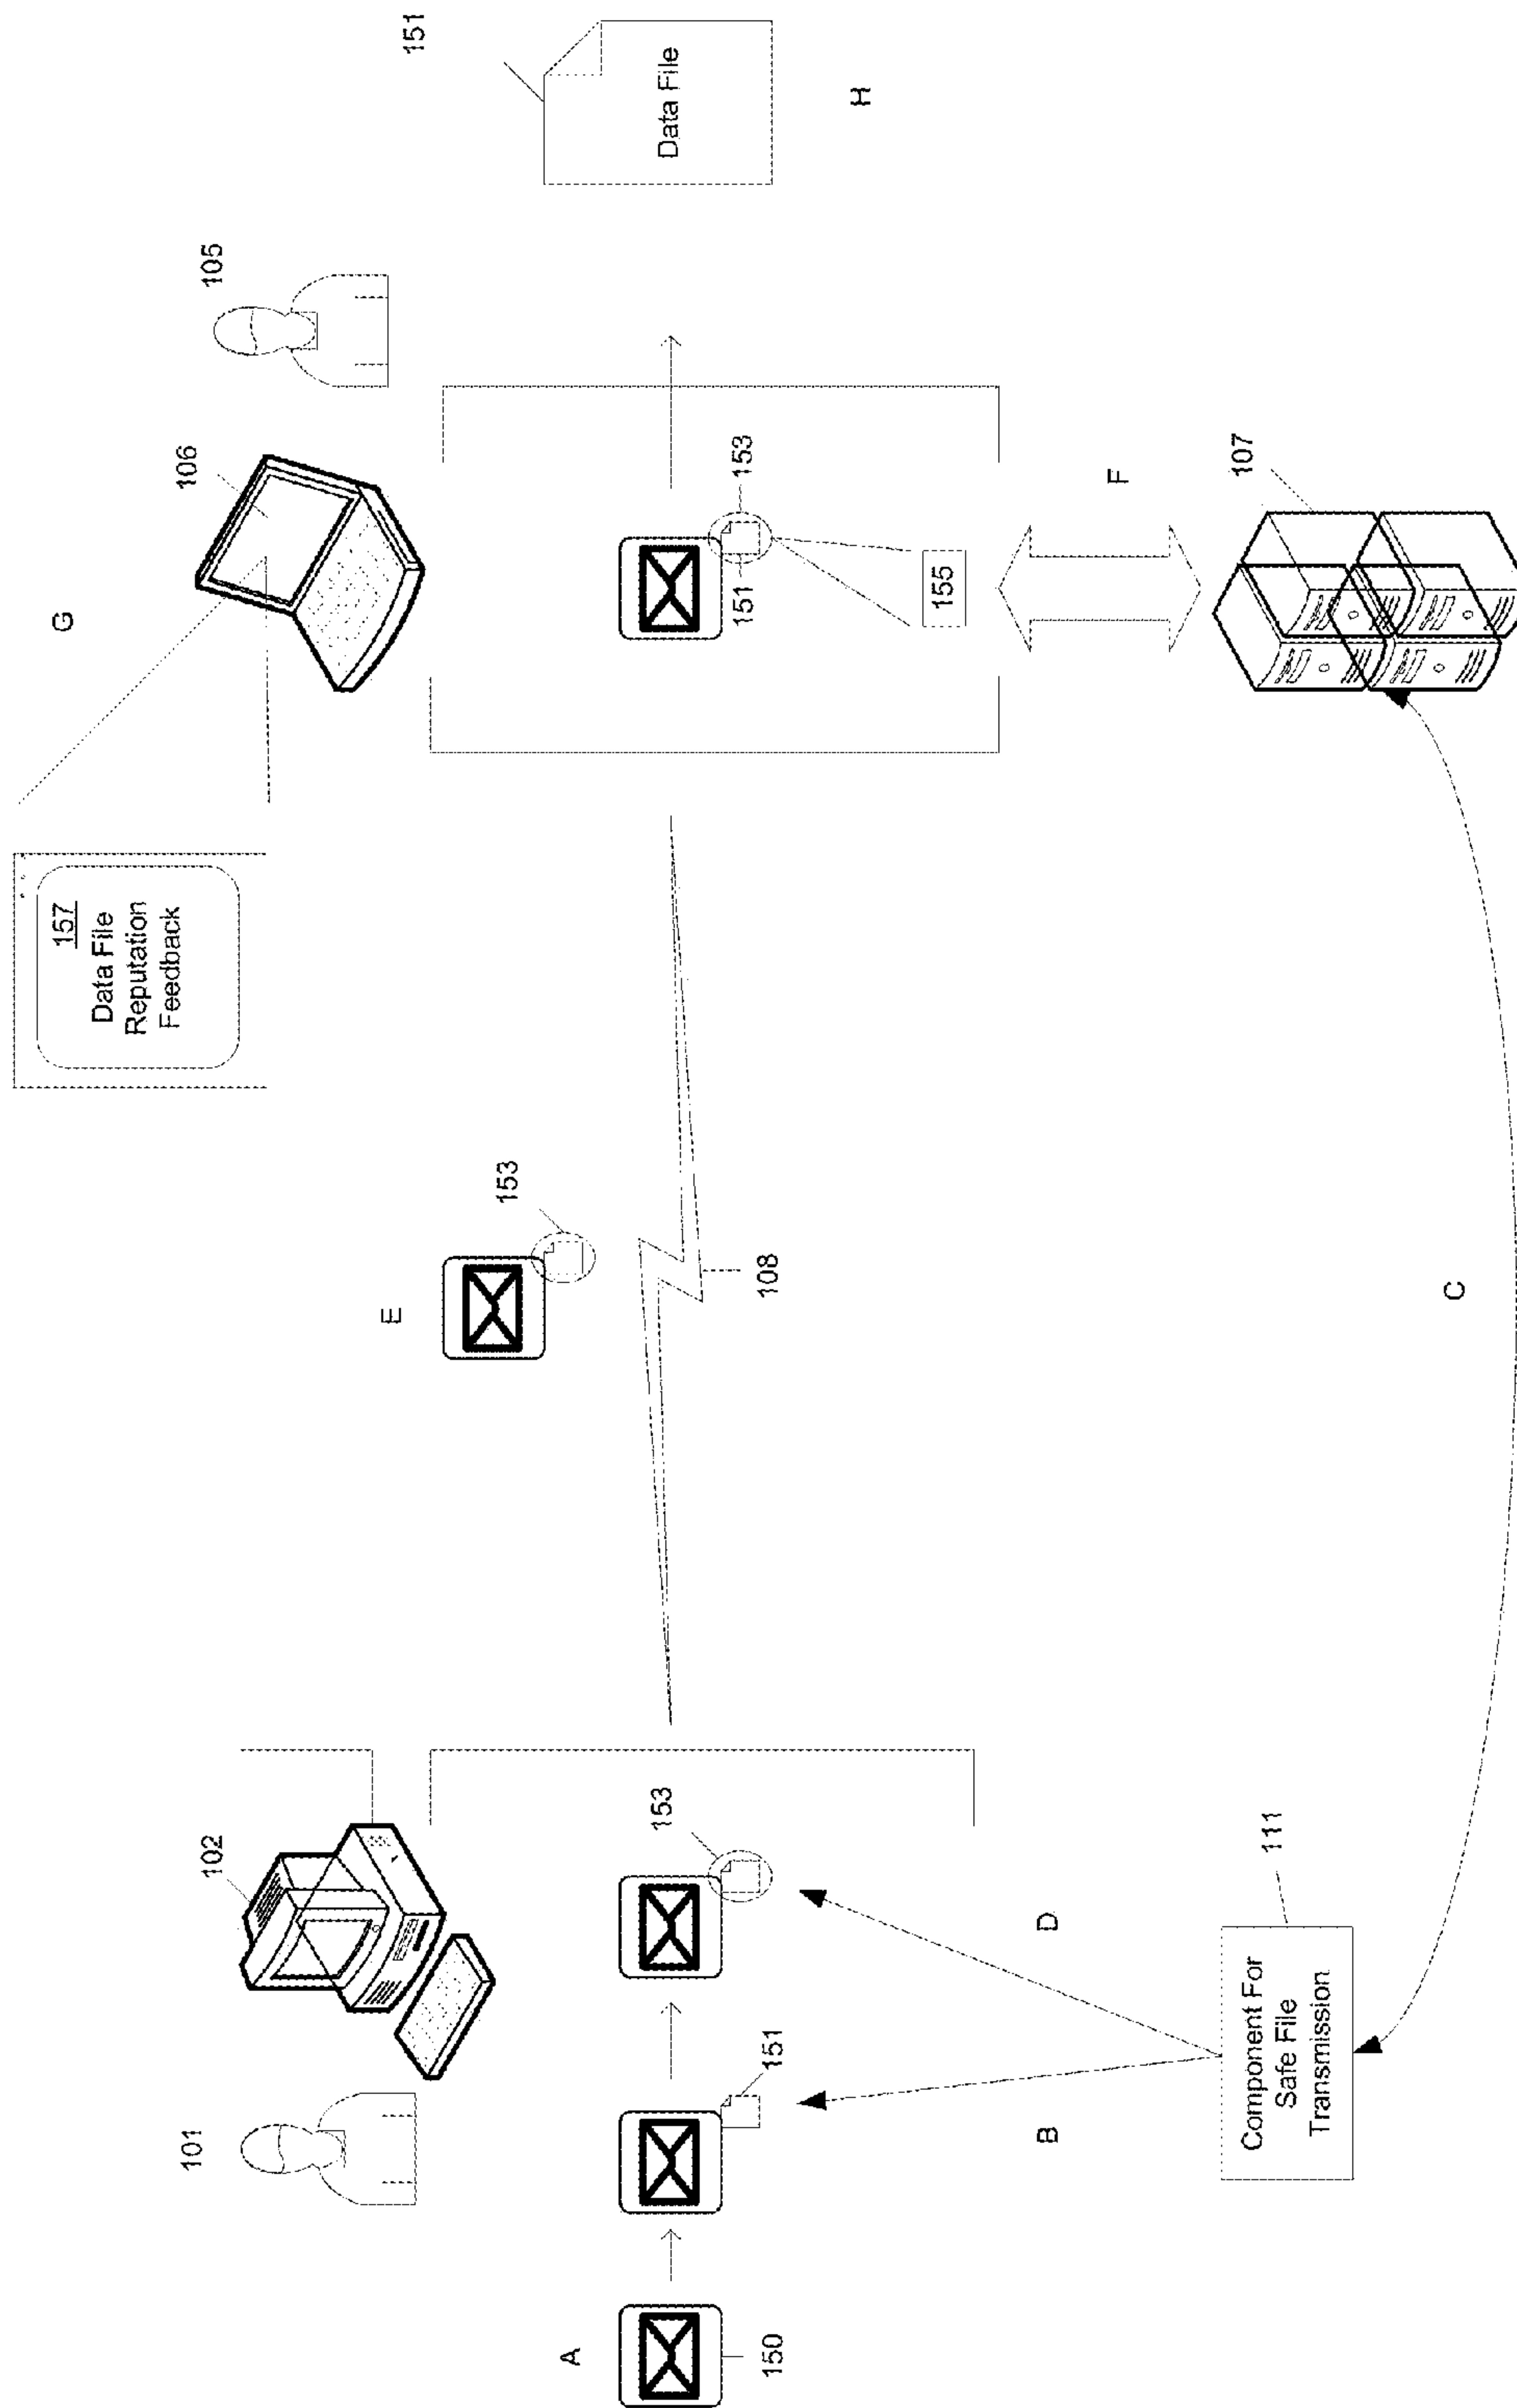 157
Data File
Reputation
Feedback
G
101
102
106
105
E
151
153
A
Data File
153
153
151
150
151
108
H
155
B
D
F
111
107
Component For
Safe File
Transmission
C